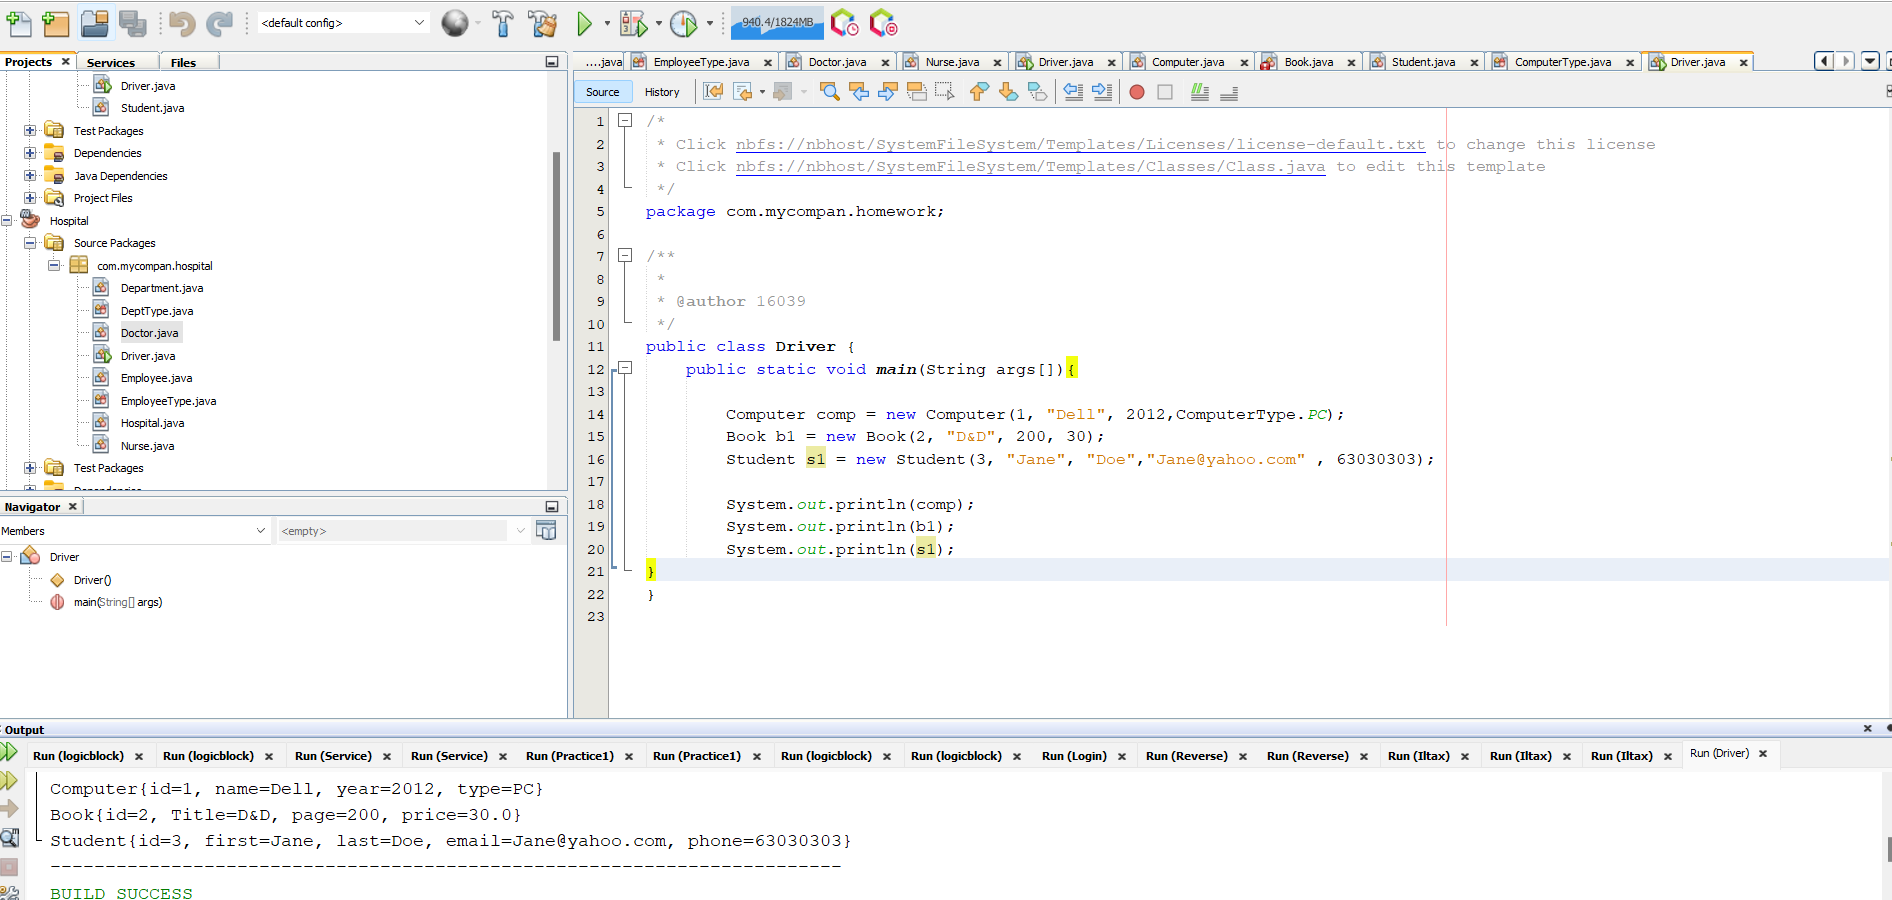 <default config>
940.4/1824MB
Projects
Services
Files
Driver.java
Student.java
Test Packages
Dependencies
Java Dependencies
Project Files
Hospital
Source Packages
com.mycompan.hospital
Department.java
DeptType.java
Doctor.java
Driver.java
Employee.java
EmployeeType.java
Hospital.java
Nurse.java
Test Packages
Navigator
Members
<empty>
Driver
Driver()
main(String[] args)
....java EmployeeType.java Doctor.java Nurse.java Driver.java Computer.java Book.java Student.java ComputerType.java Driver.java
Source History
1 /*
2 * Click nbfs://nbhost/SystemFileSystem/Templates/Licenses/license-default.txt to change this license
3 * Click nbfs://nbhost/SystemFileSystem/Templates/Classes/Class.java to edit this template
4 */
5 package com.mycompan.homework;
6
7 /**
8 *
9 * @author 16039
10 */
11 public class Driver {
12 public static void main(String args[]){
13
14 Computer comp = new Computer(1, "Dell", 2012,ComputerType.PC);
15 Book b1 = new Book(2, "D&D", 200, 30);
16 Student s1 = new Student(3, "Jane", "Doe","Jane@yahoo.com" , 63030303);
17
18 System.out.println(comp);
19 System.out.println(b1);
20 System.out.println(s1);
21 }
22 }
23
Output
Run (logicblock) Run (logicblock) Run (Service) Run (Service) Run (Practice1) Run (Practice1) Run (logicblock) Run (logicblock) Run (Login) Run (Reverse) Run (Reverse) Run (Iltax) Run (Iltax) Run (Iltax) Run (Driver)
Computer{id=1, name=Dell, year=2012, type=PC}
Book{id=2, Title=D&D, page=200, price=30.0}
Student{id=3, first=Jane, last=Doe, email=Jane@yahoo.com, phone=63030303}
------------------------------------------------------------------------
BUILD SUCCESS